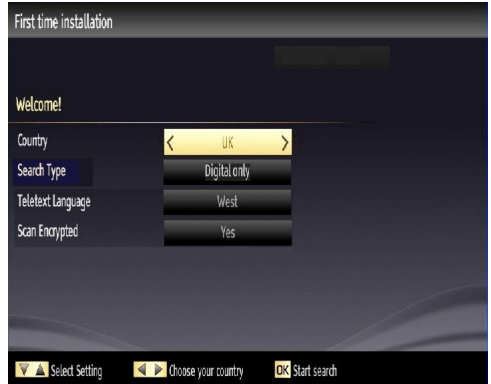 First time installation
Welcome!
Country < UK >
Search Type Digital only
Teletext Language West
Scan Encrypted Yes
Select Setting Choose your country OK Start search